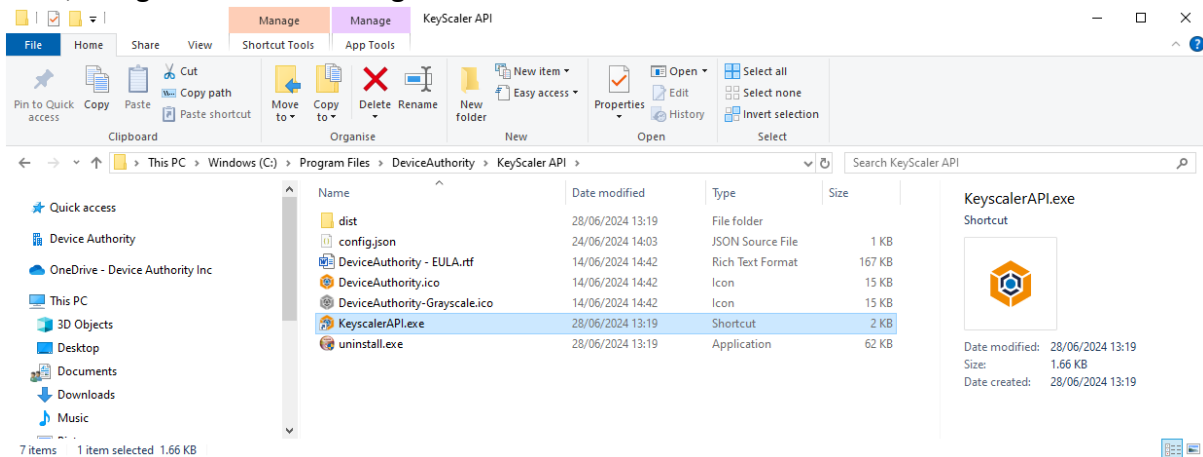 Manage
Manage
KeyScaler API
File
Home
Share
View
Shortcut Tools
App Tools
Pin to Quick access
Copy
Paste
Cut
Copy path
Paste shortcut
Move to
Copy to
Delete
Rename
New folder
New item
Easy access
Properties
Open
Edit
History
Select all
Select none
Invert selection
Clipboard
Organise
New
Open
Select
This PC > Windows (C:) > Program Files > DeviceAuthority > KeyScaler API >
Search KeyScaler API
Quick access
Device Authority
OneDrive - Device Authority Inc
This PC
3D Objects
Desktop
Documents
Downloads
Music
Name Date modified Type Size
dist 28/06/2024 13:19 File folder
config.json 24/06/2024 14:03 JSON Source File 1 KB
DeviceAuthority - EULA.rtf 14/06/2024 14:42 Rich Text Format 167 KB
DeviceAuthority.ico 14/06/2024 14:42 Icon 15 KB
DeviceAuthority-Grayscale.ico 14/06/2024 14:42 Icon 15 KB
KeyscalerAPI.exe 28/06/2024 13:19 Shortcut 2 KB
uninstall.exe 28/06/2024 13:19 Application 62 KB
KeyscalerAPI.exe
Shortcut
Date modified: 28/06/2024 13:19
Size: 1.66 KB
Date created: 28/06/2024 13:19
7 items 1 item selected 1.66 KB